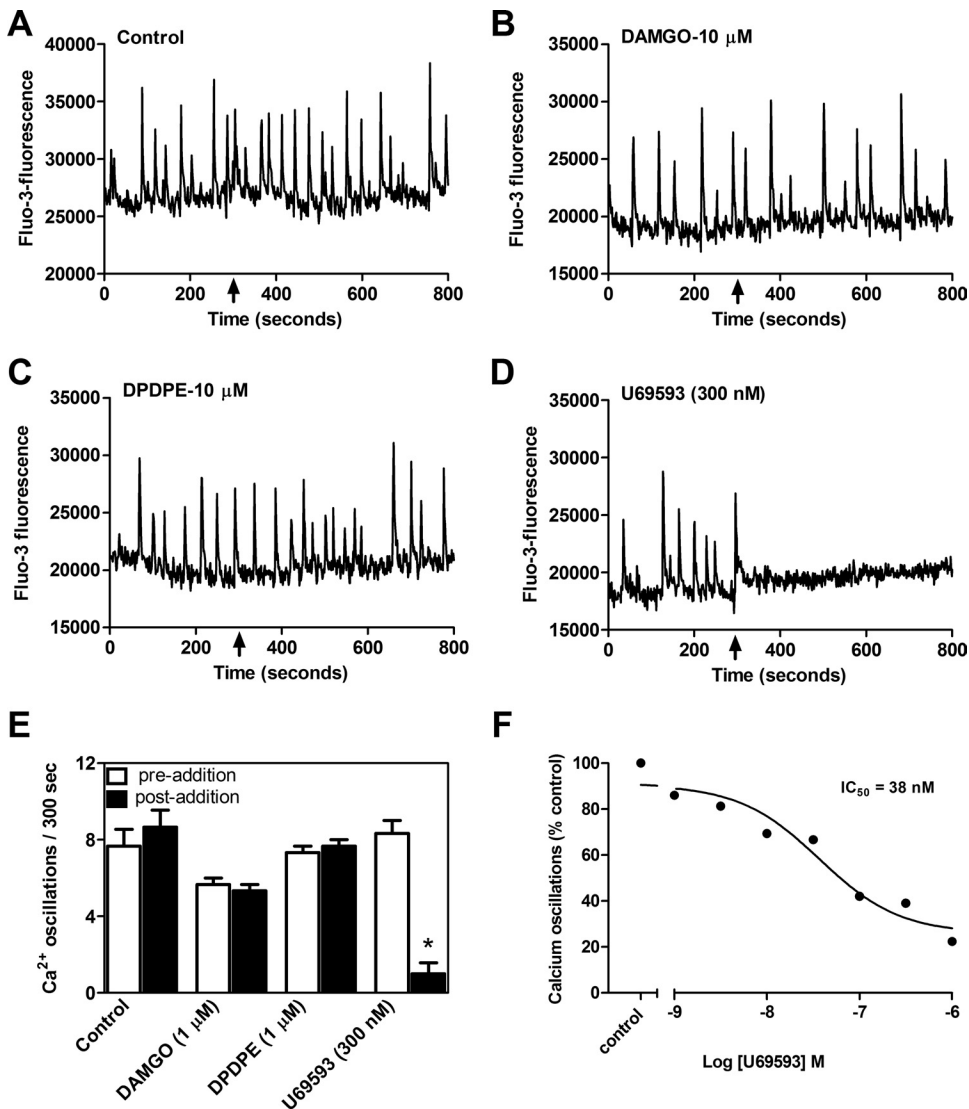 A
Control
Fluo-3-fluorescence
40000
35000
30000
25000
20000
0 200 400 600 800
Time (seconds)
B
DAMGO-10 μM
Fluo-3 fluorescence
35000
30000
25000
20000
15000
0 200 400 600 800
Time (seconds)
C
DPDPE-10 μM
Fluo-3 fluorescence
35000
30000
25000
20000
15000
0 200 400 600 800
Time (seconds)
D
U69593 (300 nM)
Fluo-3-fluorescence
35000
30000
25000
20000
15000
0 200 400 600 800
Time (seconds)
E
Ca²⁺ oscillations / 300 sec
12
8
4
0
pre-addition
post-addition
*
Control
DAMGO (1 μM)
DPDPE (1 μM)
U69593 (300 nM)
F
Calcium oscillations (% control)
100
80
60
40
20
0
IC₅₀ = 38 nM
control -9 -8 -7 -6
Log [U69593] M